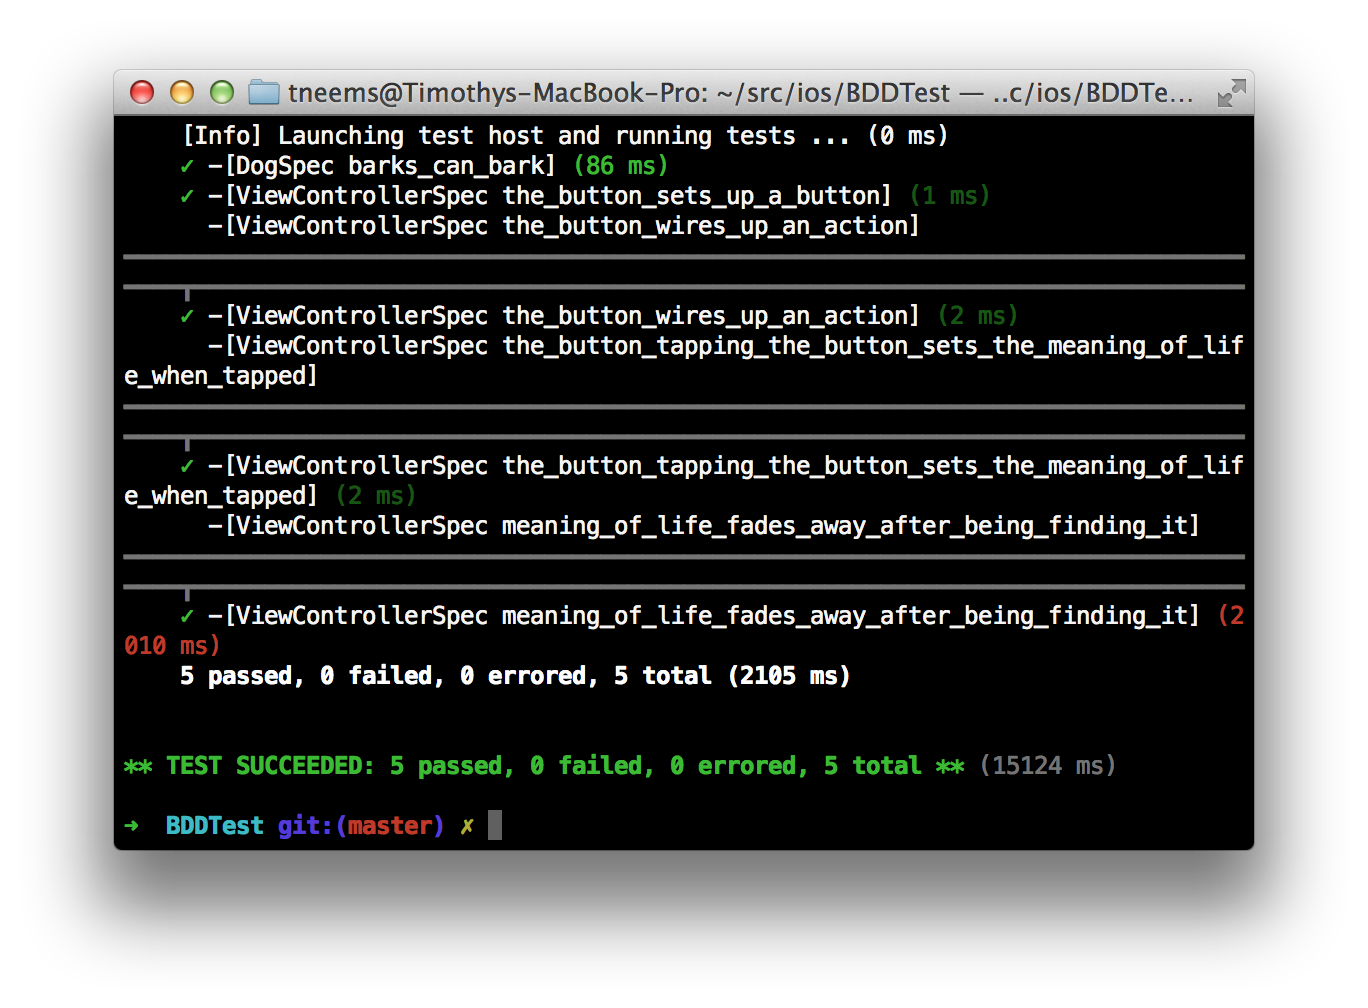 tneems@Timothys-MacBook-Pro: ~/src/ios/BDDTest — ..c/ios/BDDTe...
[Info] Launching test host and running tests ... (0 ms)
✓ -[DogSpec barks_can_bark] (86 ms)
✓ -[ViewControllerSpec the_button_sets_up_a_button] (1 ms)
-[ViewControllerSpec the_button_wires_up_an_action]
✓ -[ViewControllerSpec the_button_wires_up_an_action] (2 ms)
-[ViewControllerSpec the_button_tapping_the_button_sets_the_meaning_of_lif
e_when_tapped]
✓ -[ViewControllerSpec the_button_tapping_the_button_sets_the_meaning_of_lif
e_when_tapped] (2 ms)
-[ViewControllerSpec meaning_of_life_fades_away_after_being_finding_it]
✓ -[ViewControllerSpec meaning_of_life_fades_away_after_being_finding_it] (2
010 ms)
5 passed, 0 failed, 0 errored, 5 total (2105 ms)
** TEST SUCCEEDED: 5 passed, 0 failed, 0 errored, 5 total ** (15124 ms)
➜ BDDTest git:(master) ✗